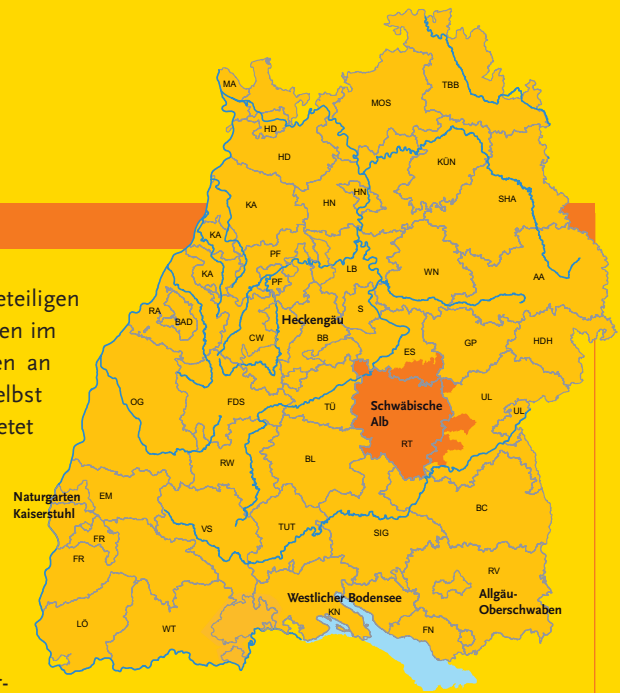 eteiligen
en im
en an
elbst
etet
r-
MA
MOS
TBB
HD
HD
KÜN
HN
HN
SHA
KA
KA
KA
PF
PF
LB
WN
AA
RA
BAD
Heckengäu
S
CW
BB
ES
GP
HDH
OG
FDS
TÜ
Schwäbische
Alb
RT
UL
UL
RW
BL
Naturgarten
Kaiserstuhl
EM
BC
FR
FR
VS
TUT
SIG
RV
Westlicher Bodensee
KN
Allgäu-
Oberschwaben
LÖ
WT
FN